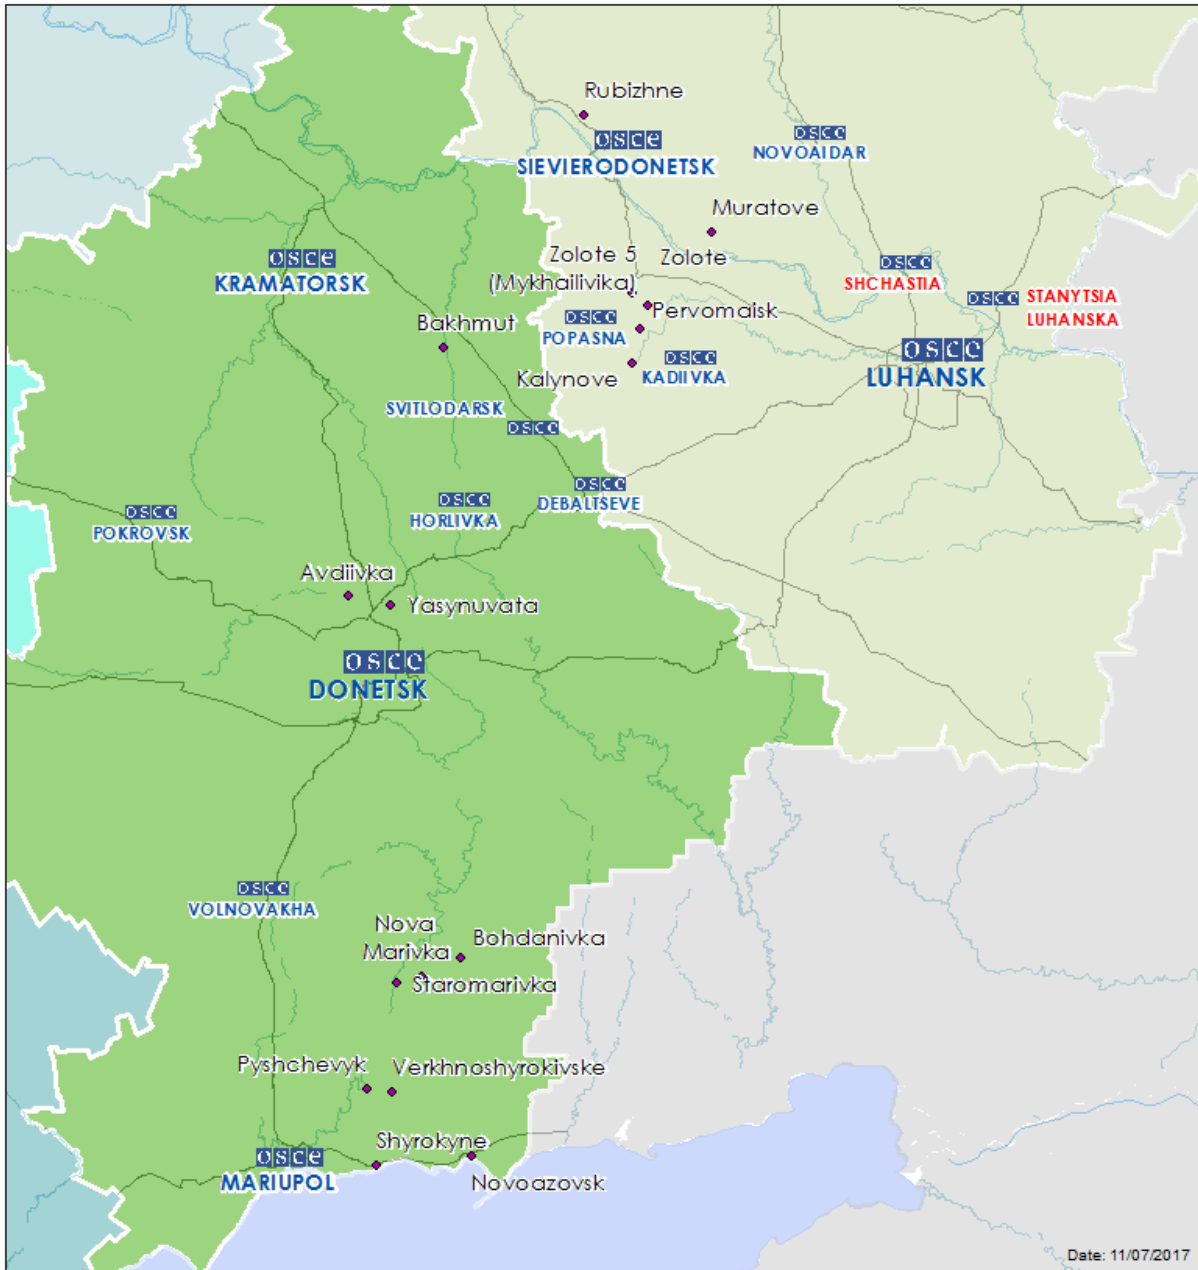 Rubizhne
osce
SIEVIERODONETSK
osce
NOVOAIDAR
Muratove
Zolote 5
(Mykhailivika)
Zolote
osce
KRAMATORSK
osce
SHCHASTIA
osce
STANYTSIA
LUHANSKA
Pervomaisk
osce
POPASNA
Bakhmut
osce
KADIIVKA
osce
LUHANSK
Kalynove
SVITLODARSK
osce
osce
DEBALTSEVE
osce
HORLIVKA
osce
POKROVSK
Avdiivka
Yasynuvata
osce
DONETSK
osce
VOLNOVAKHA
Nova
Marivka
Bohdanivka
Staromarivka
Pyshchevyk
Verkhnoshyrokivske
Shyrokyne
osce
MARIUPOL
Novoazovsk
Date: 11/07/2017